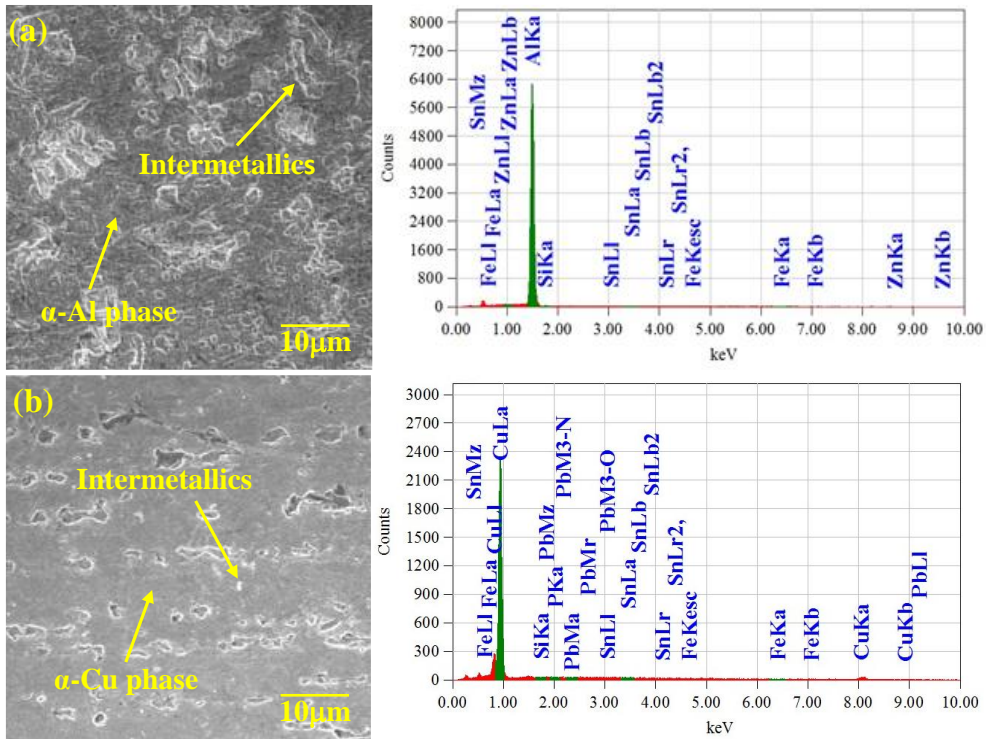 (a)
Intermetallics
α-Al phase
10μm
Counts
8000
7200
6400
5600
4800
4000
3200
2400
1600
800
0
SnMz
FeLl
FeLa
ZnLl
ZnLa
ZnLb
AlKa
SiKa
SnLl
SnLa
SnLb
SnLb2
SnLr
SnLr2,
FeKesc
FeKa
FeKb
ZnKa
ZnKb
0.00 1.00 2.00 3.00 4.00 5.00 6.00 7.00 8.00 9.00 10.00
keV
(b)
Intermetallics
α-Cu phase
10μm
Counts
3000
2700
2400
2100
1800
1500
1200
900
600
300
0
SnMz
FeLl
FeLa
CuLl
CuLa
SiKa
PKa
PbMz
PbM3-N
PbMa
PbMr
PbM3-O
SnLl
SnLa
SnLb
SnLb2
SnLr
SnLr2,
FeKesc
FeKa
FeKb
CuKa
CuKb
PbLl
0.00 1.00 2.00 3.00 4.00 5.00 6.00 7.00 8.00 9.00 10.00
keV